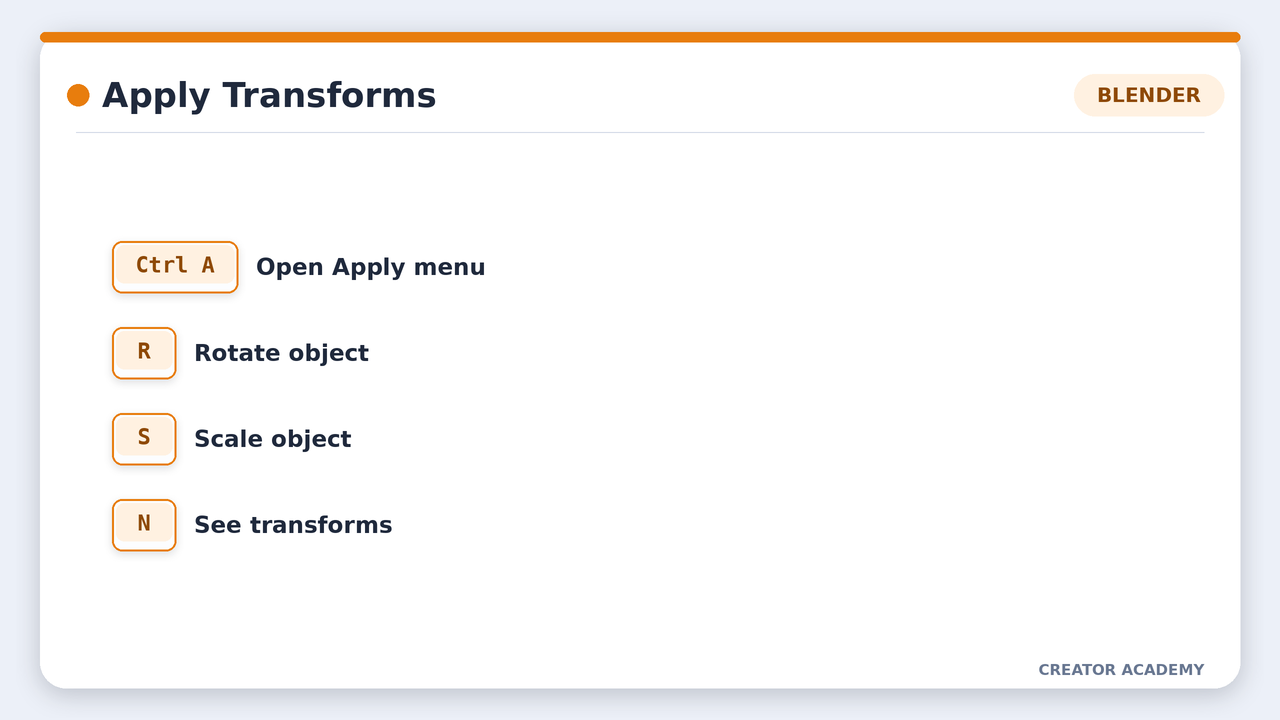 Apply Transforms
BLENDER
Ctrl A Open Apply menu
R Rotate object
S Scale object
N See transforms
CREATOR ACADEMY